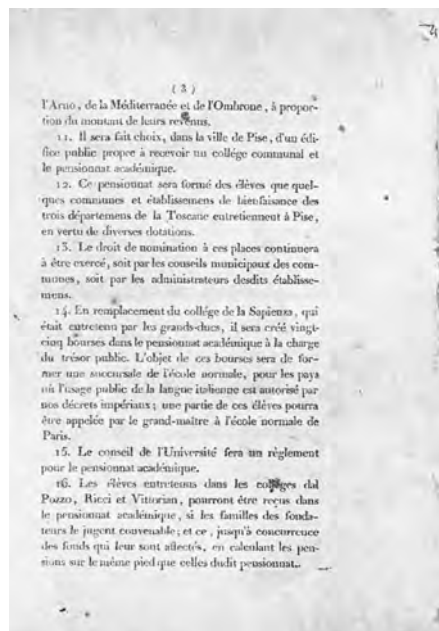 ( 3 )
l'Arno, de la Méditerranée et de l'Ombrone, à propor-
tion du montant de leurs revenus.
11. Il sera fait choix, dans la ville de Pise, d'un édi-
fice public propre à recevoir un collége communal et
le pensionnat académique.
12. Ce pensionnat sera formé des élèves que quel-
ques communes et établissemens de bienfaisance des
trois départemens de la Toscane entretiennent à Pise,
en vertu de diverses dotations.
13. Le droit de nomination à ces places continuera
à être exercé, soit par les conseils municipaux des com-
munes, soit par les administrateurs desdits établisse-
mens.
14. En remplacement du collége de la Sapienza, qui
était entretenu par les grands-ducs, il sera créé vingt-
cinq bourses dans le pensionnat académique à la charge
du trésor public. L'objet de ces bourses sera de for-
mer une succursale de l'école normale, pour les pays
où l'usage public de la langue italienne est autorisé par
nos décrets impériaux; une partie de ces élèves pourra
être appelée par le grand-maître à l'école normale de
Paris.
15. Le conseil de l'Université fera un règlement
pour le pensionnat académique.
16. Les élèves entretenus dans les colléges dal
Pozzo, Ricci et Vittorian, pourront être reçus dans
le pensionnat académique, si les familles des fonda-
teurs le jugent convenable; et ce, jusqu'à concurrence
des fonds qui leur sont affectés, en calculant les pen-
sions sur le même pied que celles dudit pensionnat.